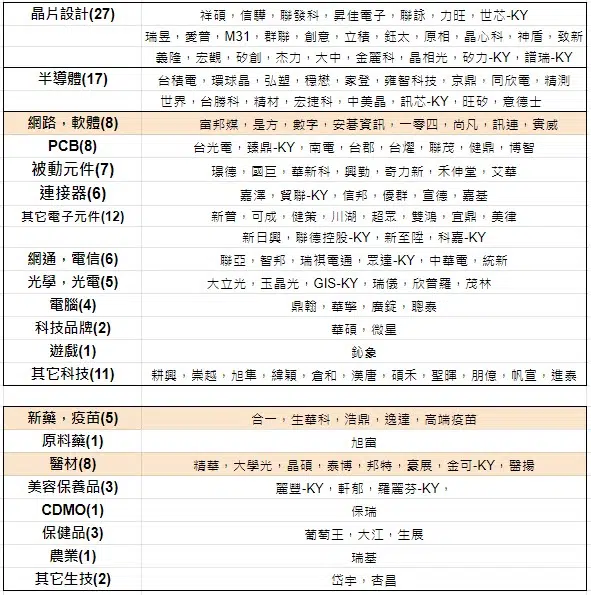 晶片設計(27) 祥碩，信驊，聯發科，昇佳電子，聯詠，力旺，世芯-KY
瑞昱，愛普，M31，群聯，創意，立積，鈺太，原相，晶心科，神盾，致新
義隆，宏觀，矽創，杰力，大中，金麗科，晶相光，矽力-KY，譜瑞-KY
半導體(17) 台積電，環球晶，弘塑，穩懋，家登，雍智科技，京鼎，同欣電，精測
世界，台勝科，精材，宏捷科，中美晶，訊芯-KY，旺矽，意德士
網路，軟體(8) 富邦媒，是方，數字，安碁資訊，一零四，尚凡，訊連，寶威
PCB(8) 台光電，臻鼎-KY，南電，台郡，台燿，聯茂，健鼎，博智
被動元件(7) 環德，國巨，華新科，興勤，奇力新，禾伸堂，艾華
連接器(6) 嘉澤，貿聯-KY，信邦，優群，宣德，嘉基
其它電子元件(12) 新普，可成，健策，川湖，超眾，雙鴻，宜鼎，美律
新日興，聯德控股-KY，新至陞，科嘉-KY
網通，電信(6) 聯亞，智邦，瑞祺電通，眾達-KY，中華電，統新
光學，光電(5) 大立光，玉晶光，GIS-KY，瑞儀，欣普羅，茂林
電腦(4) 鼎翰，華擎，廣錠，聰泰
科技品牌(2) 華碩，微星
遊戲(1) 鈊象
其它科技(11) 耕興，崇越，旭隼，緯穎，倉和，漢唐，碩禾，聖暉，朋億，帆宣，進泰
新藥，疫苗(5) 合一，生華科，浩鼎，逸達，高端疫苗
原料藥(1) 旭富
醫材(8) 精華，大學光，晶碩，泰博，邦特，豪展，金可-KY，醫揚
美容保養品(3) 麗豐-KY，軒郁，羅麗芬-KY，
CDMO(1) 保瑞
保健品(3) 葡萄王，大江，生展
農業(1) 瑞基
其它生技(2) 岱宇，杏昌